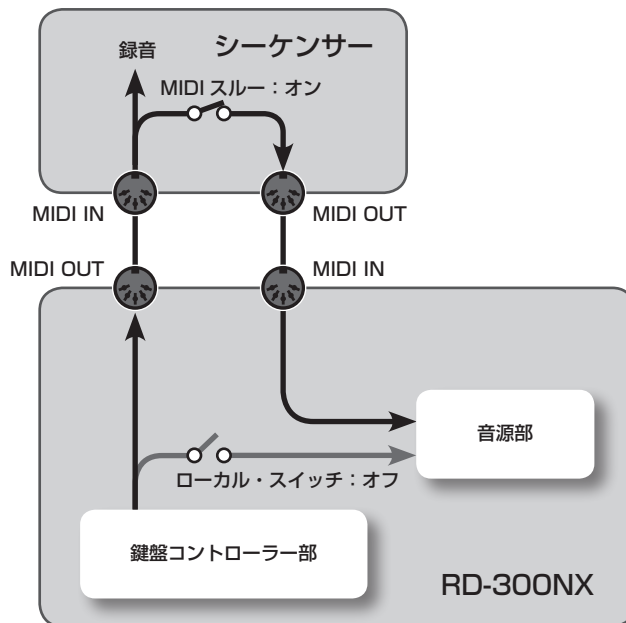 シーケンサー
録音
MIDI スルー：オン
MIDI IN
MIDI OUT
MIDI OUT
MIDI IN
音源部
ローカル・スイッチ：オフ
鍵盤コントローラー部
RD-300NX